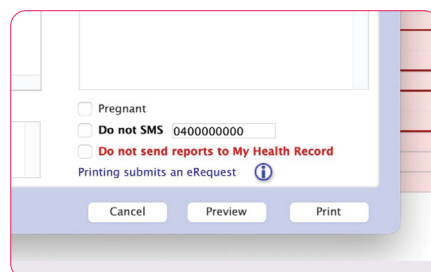 Pregnant
Do not SMS 0400000000
Do not send reports to My Health Record
Printing submits an eRequest
Cancel Preview Print